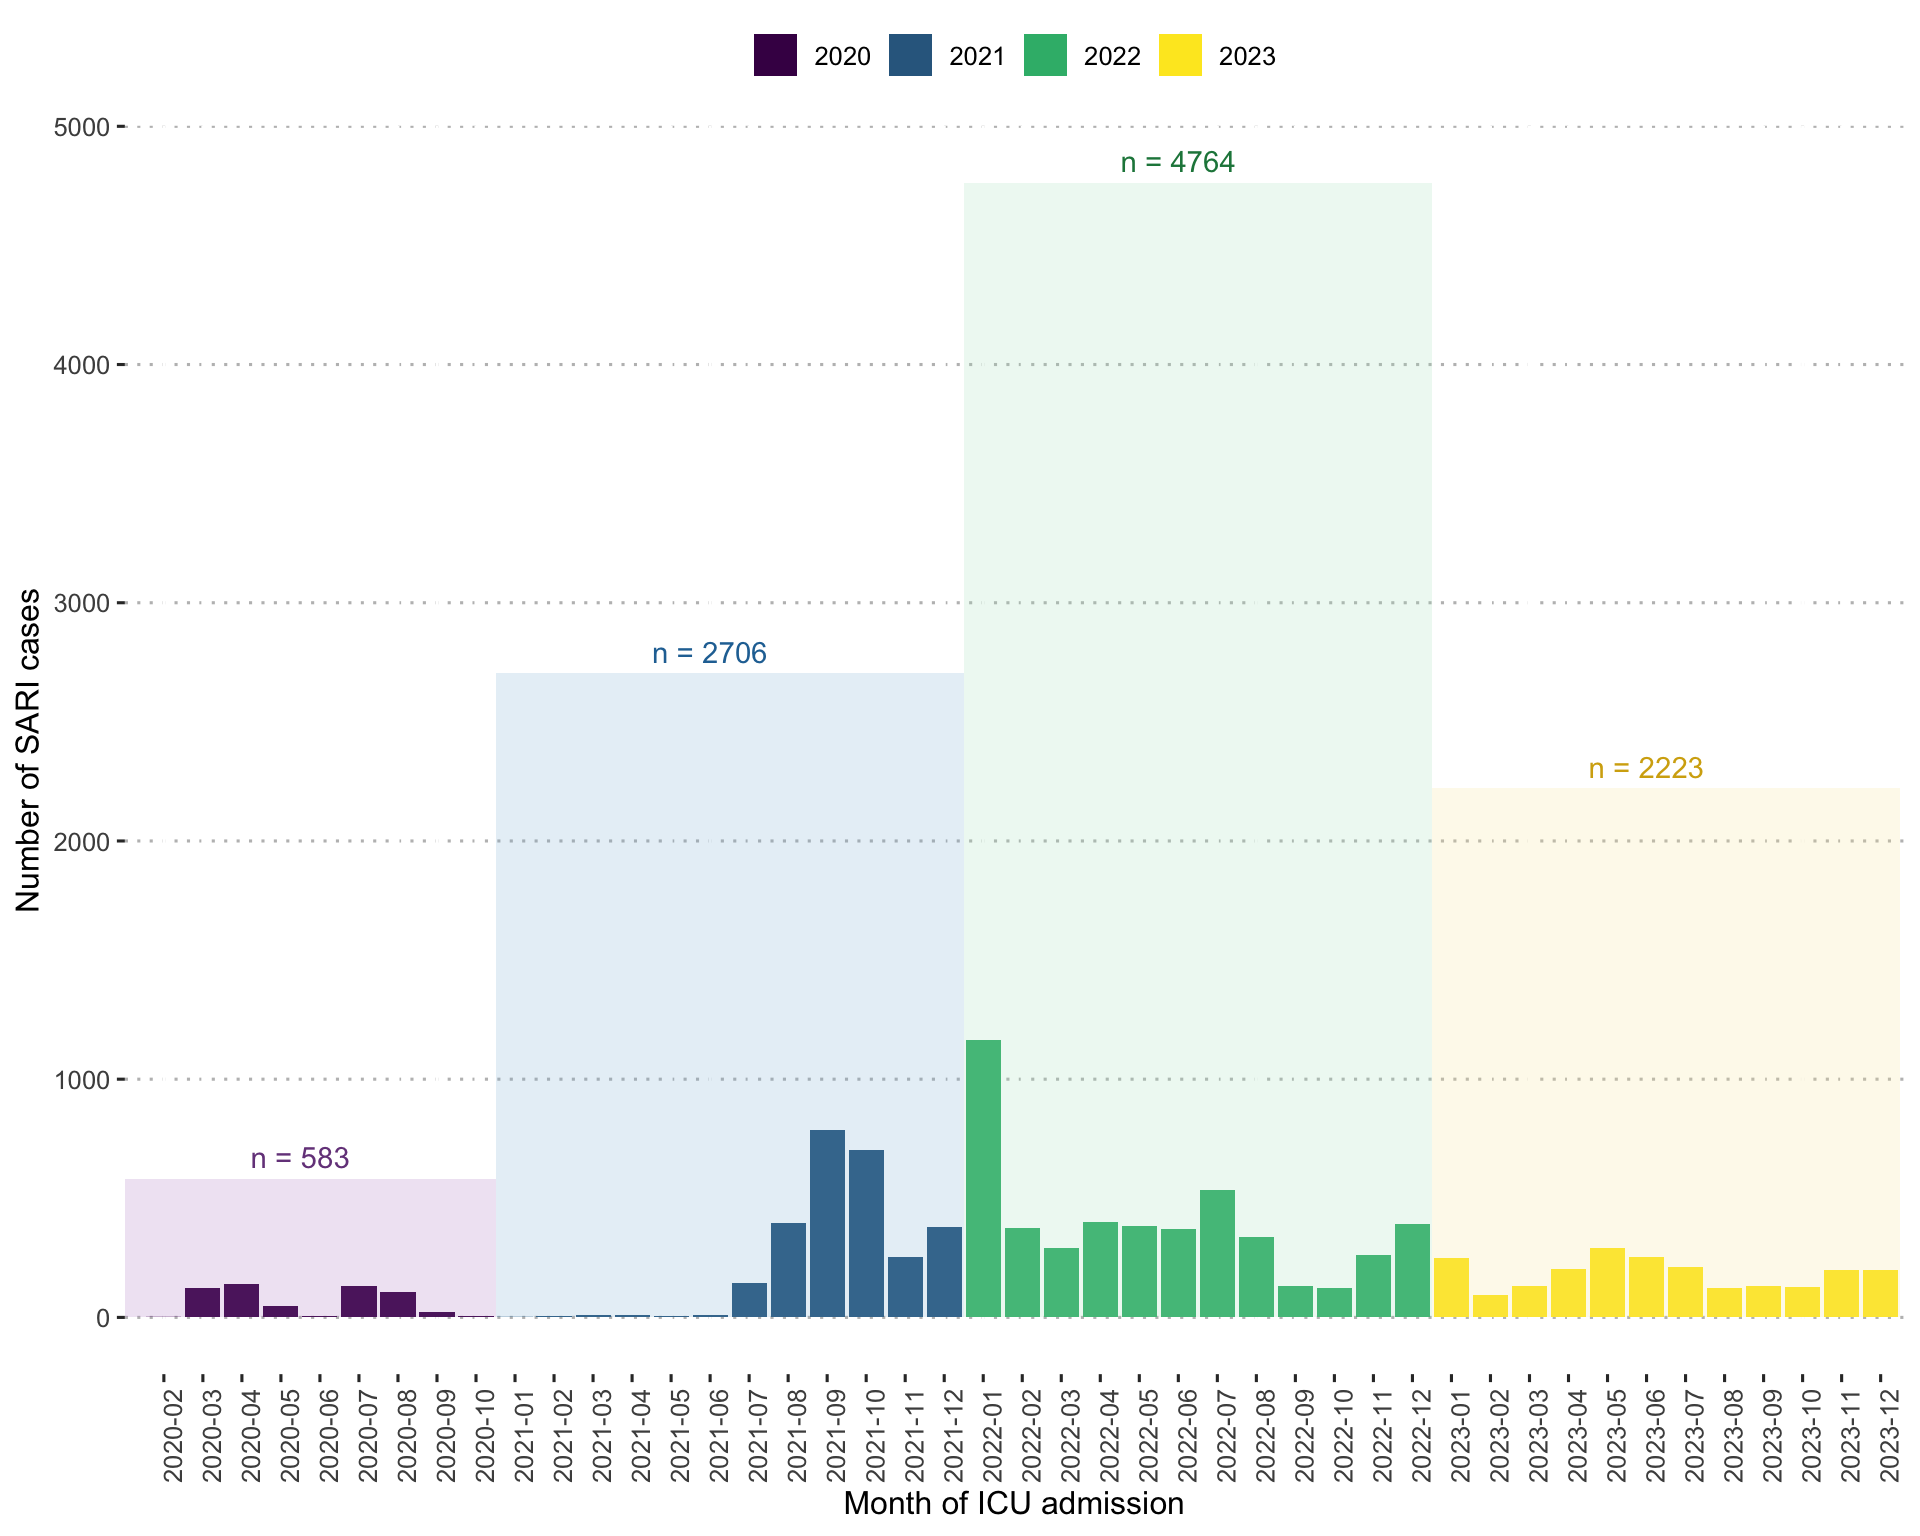 2020 2021 2022 2023
5000
n = 4764
4000
3000
n = 2706
n = 2223
2000
n = 583
1000
0
Number of SARI cases
2020-02 2020-03 2020-04 2020-05 2020-06 2020-07 2020-08 2020-09 2020-10 2021-01 2021-02 2021-03 2021-04 2021-05 2021-06 2021-07 2021-08 2021-09 2021-10 2021-11 2021-12 2022-01 2022-02 2022-03 2022-04 2022-05 2022-06 2022-07 2022-08 2022-09 2022-10 2022-11 2022-12 2023-01 2023-02 2023-03 2023-04 2023-05 2023-06 2023-07 2023-08 2023-09 2023-10 2023-11 2023-12
Month of ICU admission